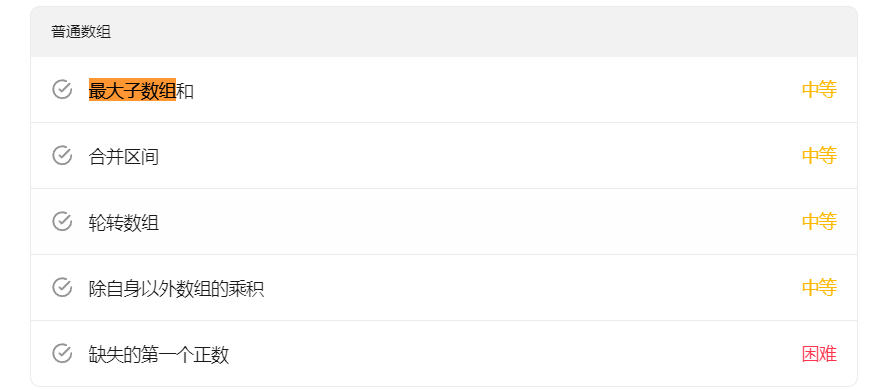 普通数组
最大子数组和 中等
合并区间 中等
轮转数组 中等
除自身以外数组的乘积 中等
缺失的第一个正数 困难